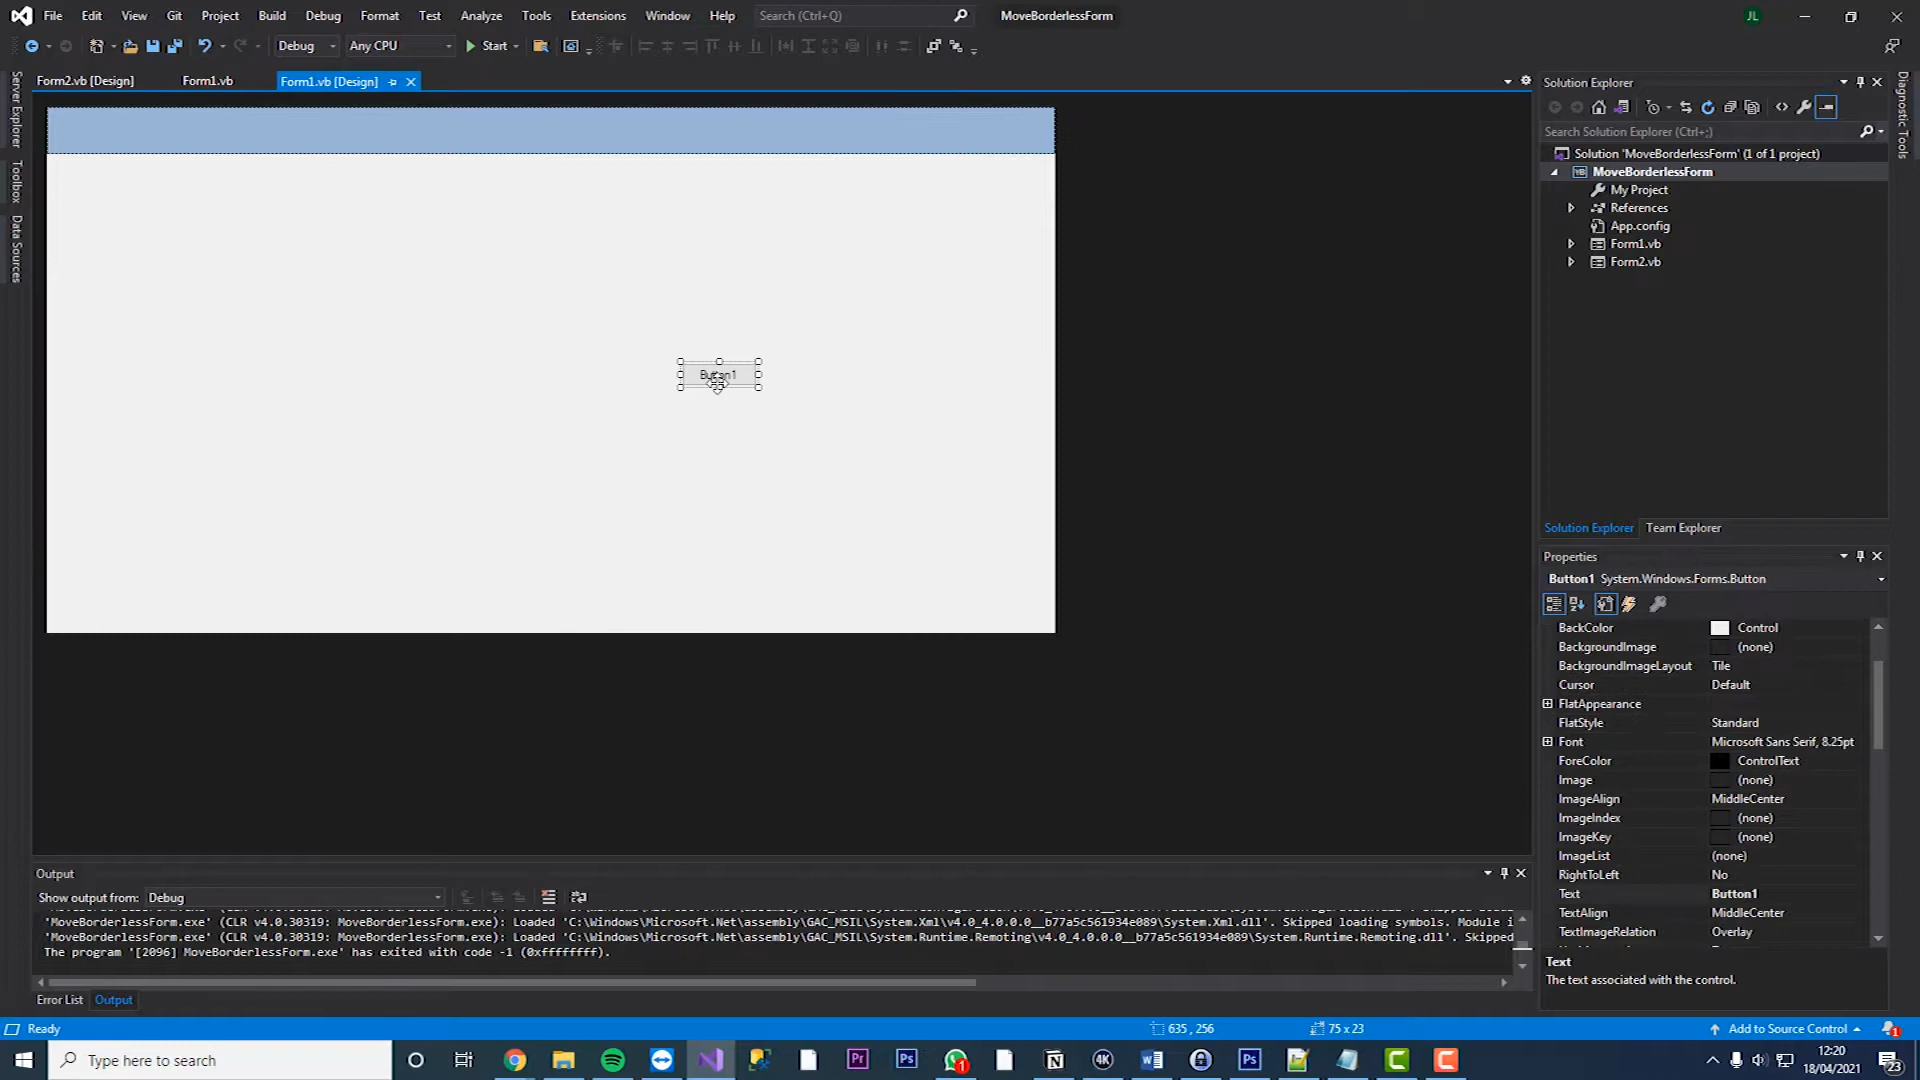 File Edit View Git Project Build Debug Format Test Analyze Tools Extensions Window Help Search (Ctrl+Q) MoveBorderlessForm JL
Debug Any CPU Start
Form2.vb [Design] Form1.vb Form1.vb [Design]
Server Explorer
Toolbox
Data Sources
Button1
Solution Explorer
Search Solution Explorer (Ctrl+;)
Solution 'MoveBorderlessForm' (1 of 1 project)
MoveBorderlessForm
My Project
References
App.config
Form1.vb
Form2.vb
Solution Explorer Team Explorer
Diagnostic Tools
Properties
Button1 System.Windows.Forms.Button
BackColor Control
BackgroundImage (none)
BackgroundImageLayout Tile
Cursor Default
FlatAppearance
FlatStyle Standard
Font Microsoft Sans Serif, 8.25pt
ForeColor ControlText
Image (none)
ImageAlign MiddleCenter
ImageIndex (none)
ImageKey (none)
ImageList (none)
RightToLeft No
Text Button1
TextAlign MiddleCenter
TextImageRelation Overlay
Text
The text associated with the control.
Output
Show output from: Debug
'MoveBorderlessForm.exe' (CLR v4.0.30319: MoveBorderlessForm.exe): Loaded 'C:\Windows\Microsoft.Net\assembly\GAC_MSIL\System.Xml\v4.0_4.0.0.0__b77a5c561934e089\System.Xml.dll'. Skipped loading symbols. Module i
'MoveBorderlessForm.exe' (CLR v4.0.30319: MoveBorderlessForm.exe): Loaded 'C:\Windows\Microsoft.Net\assembly\GAC_MSIL\System.Runtime.Remoting\v4.0_4.0.0.0__b77a5c561934e089\System.Runtime.Remoting.dll'. Skipped
The program '[2096] MoveBorderlessForm.exe' has exited with code -1 (0xffffffff).
Error List Output
Ready 635 , 256 75 x 23 Add to Source Control 1
Type here to search
Pr Ps 1 N 4K W Ps C C
12:20
18/04/2021
23